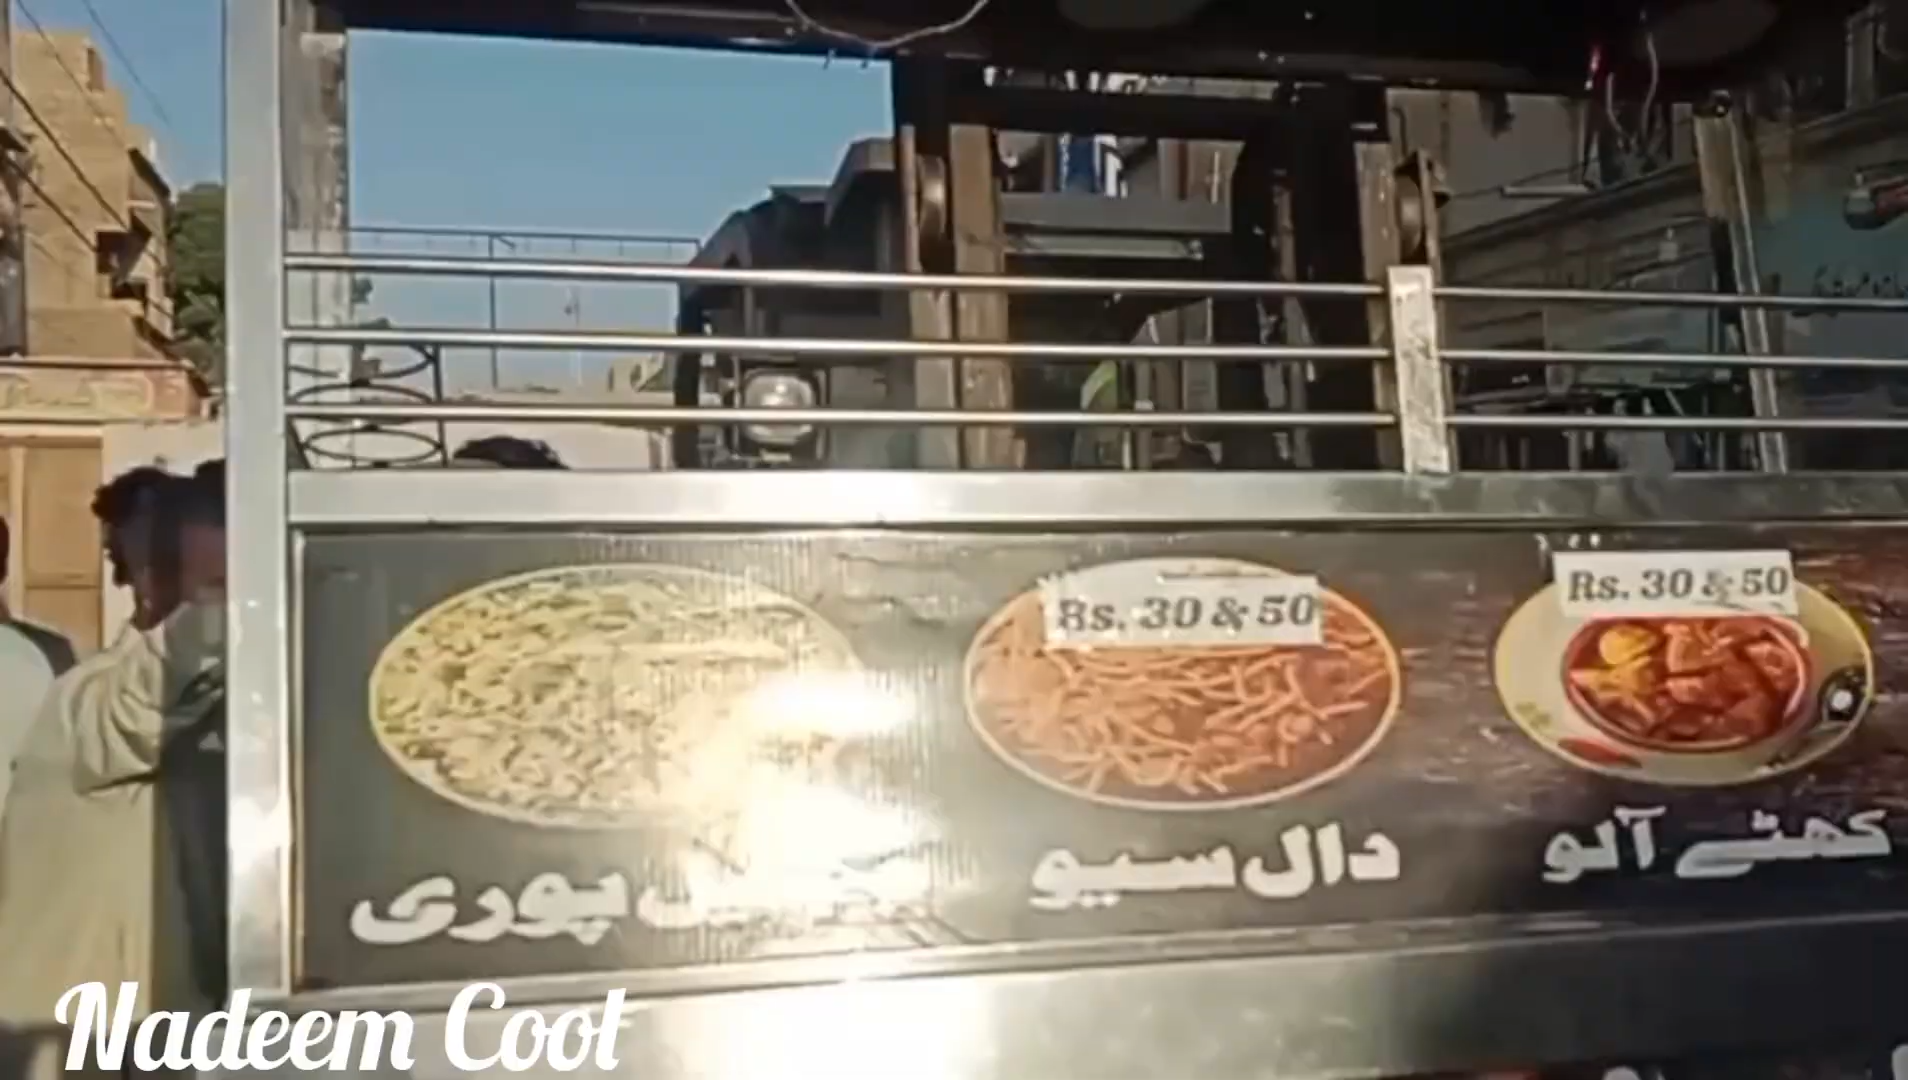 Rs. 30 & 50
Rs. 30 & 50
کھٹے آلو
دال سیو
پوری
Nadeem Cool